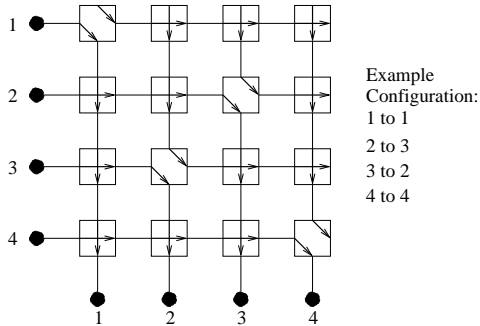 1
2
3
4
1 2 3 4
Example
Configuration:
1 to 1
2 to 3
3 to 2
4 to 4